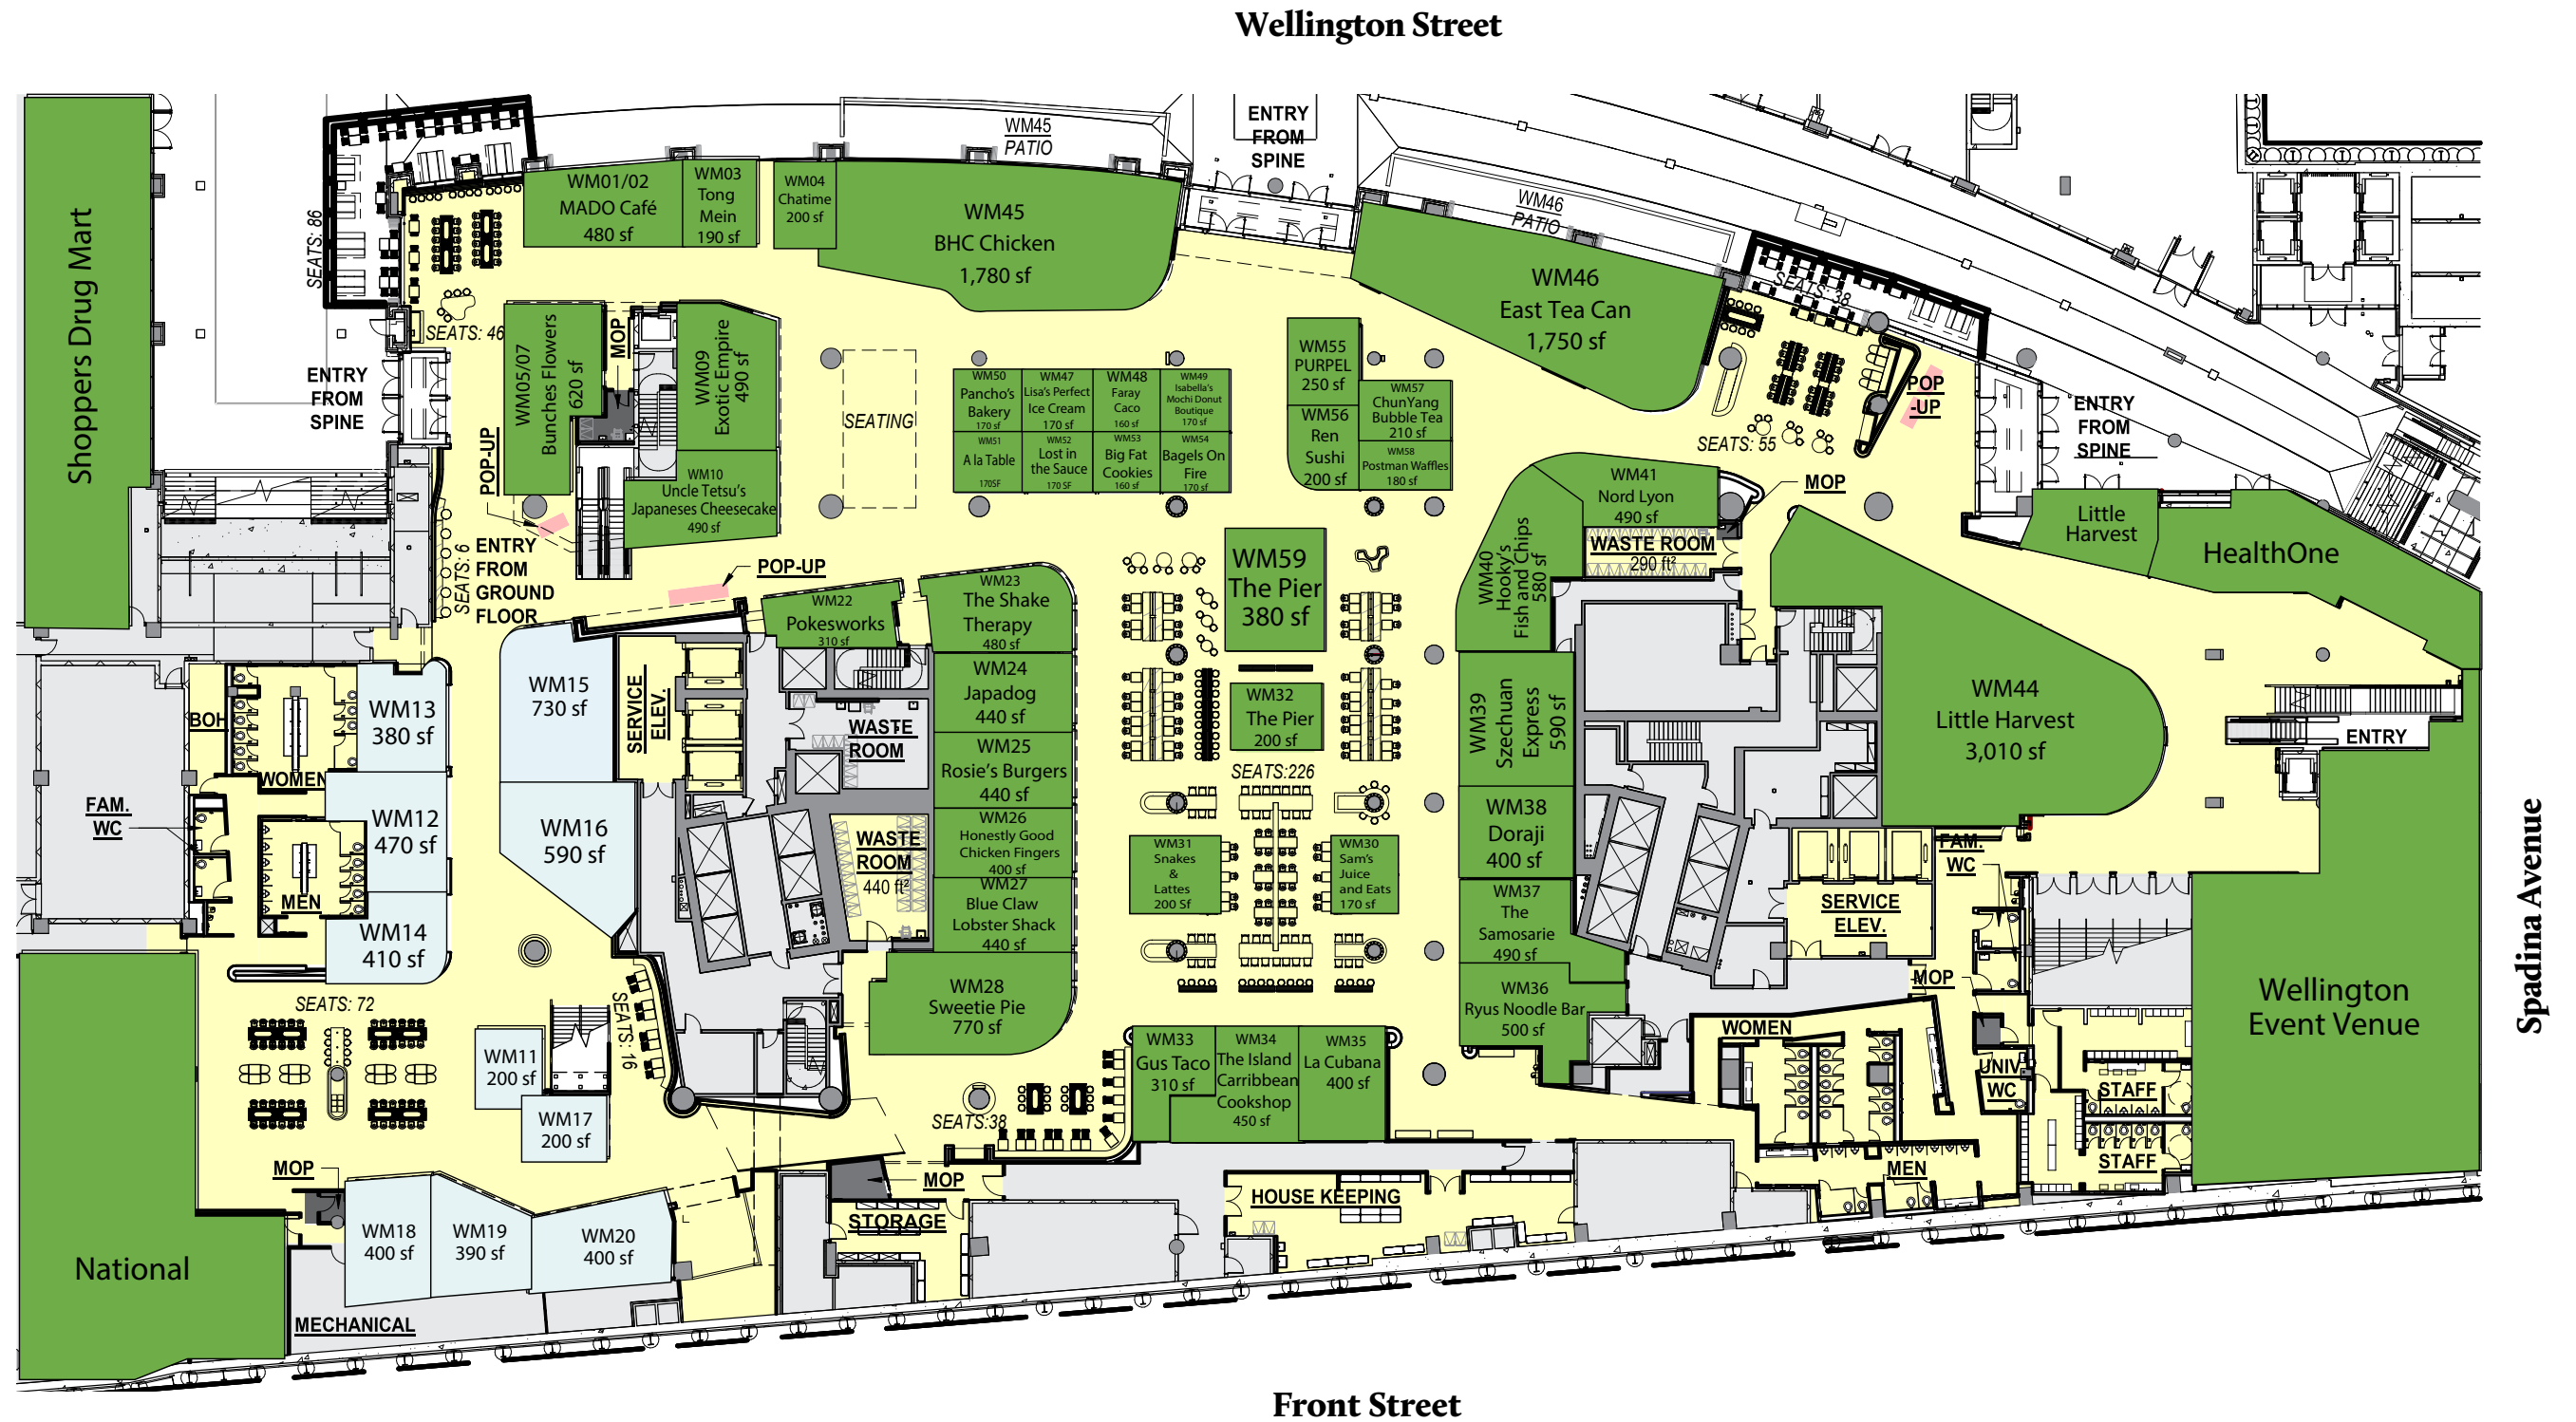 Wellington Street
Shoppers Drug Mart
SEATS: 86
ENTRY
FROM
SPINE
SEATS: 46
WM01/02
MADO Café
480 sf
WM03
Tong
Mein
190 sf
WM04
Chatime
200 sf
WM45
PATIO
WM45
BHC Chicken
1,780 sf
ENTRY
FROM
SPINE
WM46
PATIO
WM46
East Tea Can
1,750 sf
SEATS: 38
POP
-UP
SEATS: 55
ENTRY
FROM
SPINE
MOP
WM05/07
Bunches Flowers
620 sf
MOP
WM09
Exotic Empire
490 sf
WM10
Uncle Tetsu's
Japaneses Cheesecake
490 sf
POP-UP
SEATS: 6
ENTRY
FROM
GROUND
FLOOR
POP-UP
SEATING
WM50
Pancho's
Bakery
170 sf
WM47
Lisa's Perfect
Ice Cream
170 sf
WM48
Faray
Caco
160 sf
WM49
Isabella's
Mochi Donut
Boutique
170 sf
WM51
A la Table
170SF
WM52
Lost in
the Sauce
170 SF
WM53
Big Fat
Cookies
160 sf
WM54
Bagels On
Fire
170 sf
WM55
PURPEL
250 sf
WM56
Ren
Sushi
200 sf
WM57
ChunYang
Bubble Tea
210 sf
WM58
Postman Waffles
180 sf
WM41
Nord Lyon
490 sf
WASTE ROOM
290 ft²
WM40
Hooky's
Fish and Chips
580 sf
Little
Harvest
HealthOne
WM59
The Pier
380 sf
WM32
The Pier
200 sf
SEATS:226
WM22
Pokesworks
310 sf
WM23
The Shake
Therapy
480 sf
WM24
Japadog
440 sf
WM25
Rosie's Burgers
440 sf
WM26
Honestly Good
Chicken Fingers
400 sf
WM27
Blue Claw
Lobster Shack
440 sf
WM28
Sweetie Pie
770 sf
WM15
730 sf
SERVICE
ELEV.
WASTE
ROOM
WASTE
ROOM
440 ft²
WM16
590 sf
BOH
WOMEN
FAM.
WC
MEN
WM13
380 sf
WM12
470 sf
WM14
410 sf
WM31
Snakes
&
Lattes
200 Sf
WM30
Sam's
Juice
and Eats
170 sf
WM39
Szechuan
Express
590 sf
WM38
Doraji
400 sf
WM37
The
Samosarie
490 sf
WM36
Ryus Noodle Bar
500 sf
WM44
Little Harvest
3,010 sf
ENTRY
FAM.
WC
SERVICE
ELEV.
MOP
WOMEN
UNIV.
WC
STAFF
STAFF
MEN
Wellington
Event Venue
Spadina Avenue
SEATS: 72
SEATS: 16
WM11
200 sf
WM17
200 sf
SEATS:38
WM33
Gus Taco
310 sf
WM34
The Island
Carribbean
Cookshop
450 sf
WM35
La Cubana
400 sf
MOP
WM18
400 sf
WM19
390 sf
WM20
400 sf
MOP
STORAGE
HOUSE KEEPING
National
MECHANICAL
Front Street